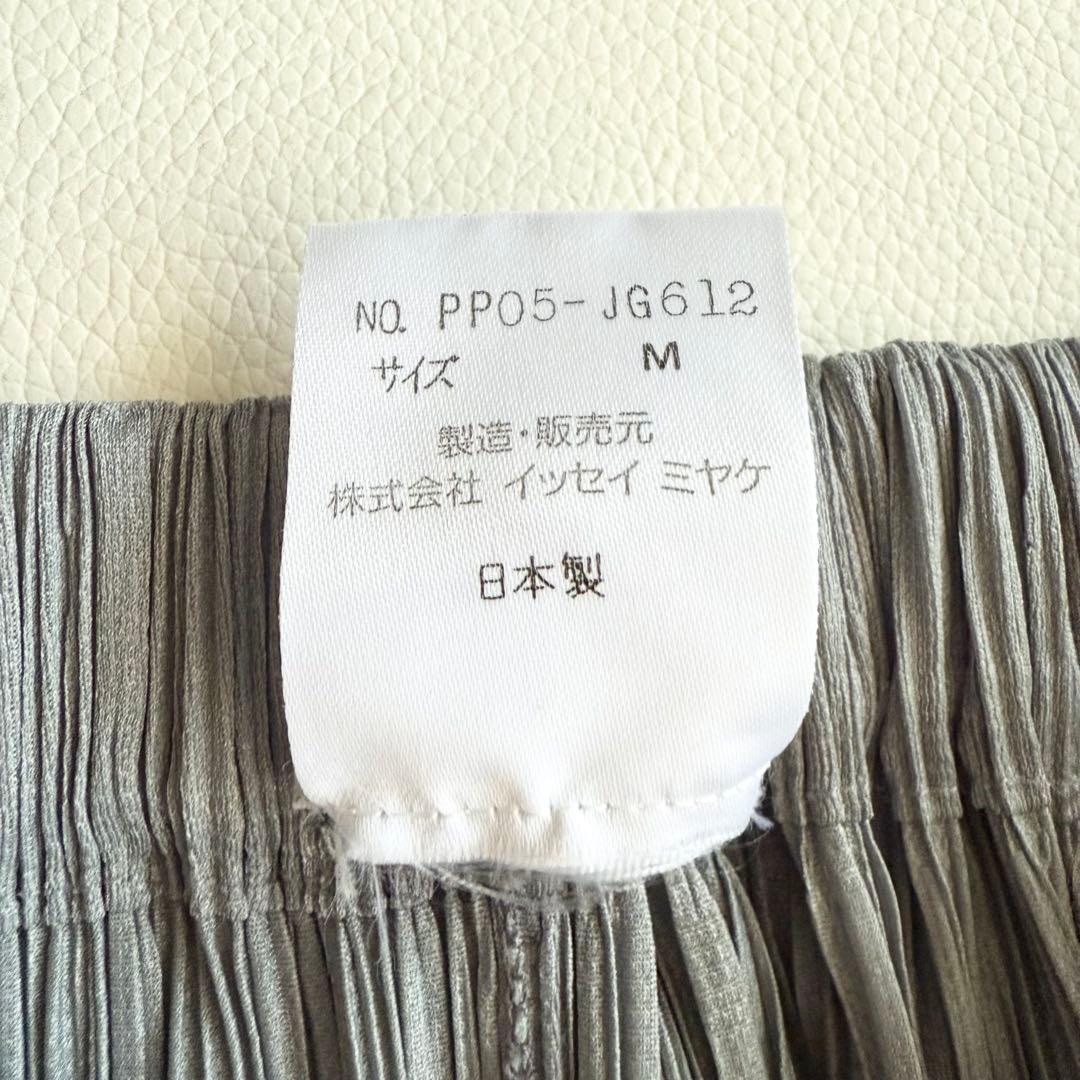 NO. PP05-JG612
サイズ M
製造・販売元
株式会社 イッセイ ミヤケ
日本製